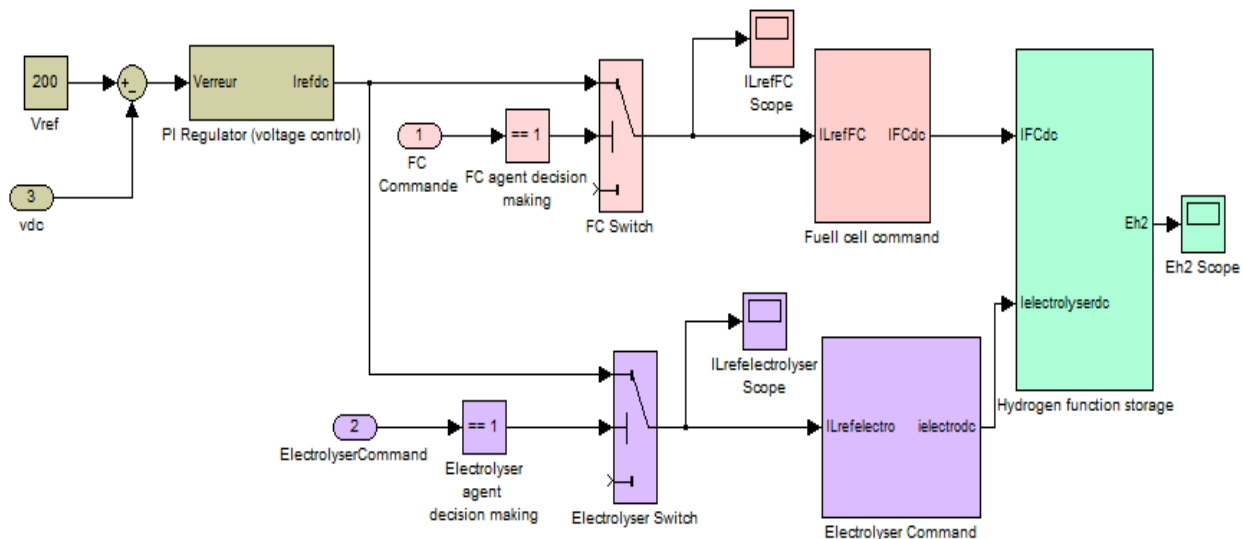 200
Vref
3
vdc
+
-
Verreur
Irefdc
PI Regulator (voltage control)
1
FC
Commande
== 1
FC agent decision
making
FC Switch
ILrefFC
Scope
ILrefFC
IFCdc
Fuell cell command
IFCdc
Ielectrolyserdc
Eh2
Hydrogen function storage
Eh2 Scope
2
ElectrolyserCommand
== 1
Electrolyser
agent
decision making
Electrolyser Switch
ILrefelectrolyser
Scope
ILrefelectro
ielectrodc
Electrolyser Command